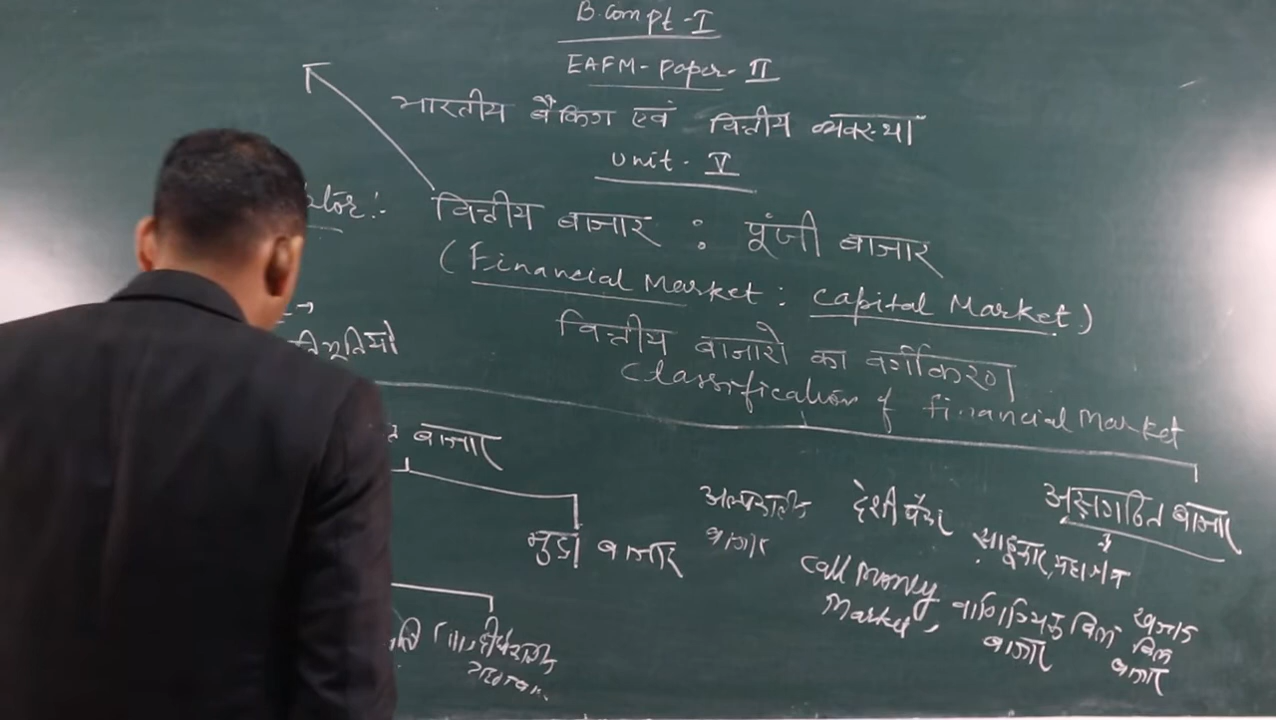 B.Com pt-I
EAFM-Paper-II
भारतीय बैंकिंग एवं वित्तीय व्यवस्था
Unit-V
वित्तीय बाजार : पूंजी बाजार
(Financial Market: Capital Market)
वित्तीय बाजारो का वर्गीकरण
Classification of financial Market
बाजार
असंगठित बाजार
मुद्रा बाजार
अल्पकालीन बाजार
देशी बैंकर
साहूकार, महाजन
Call Money
Market,
वाणिज्यिक बिल
बाजार
बिल
बाजार